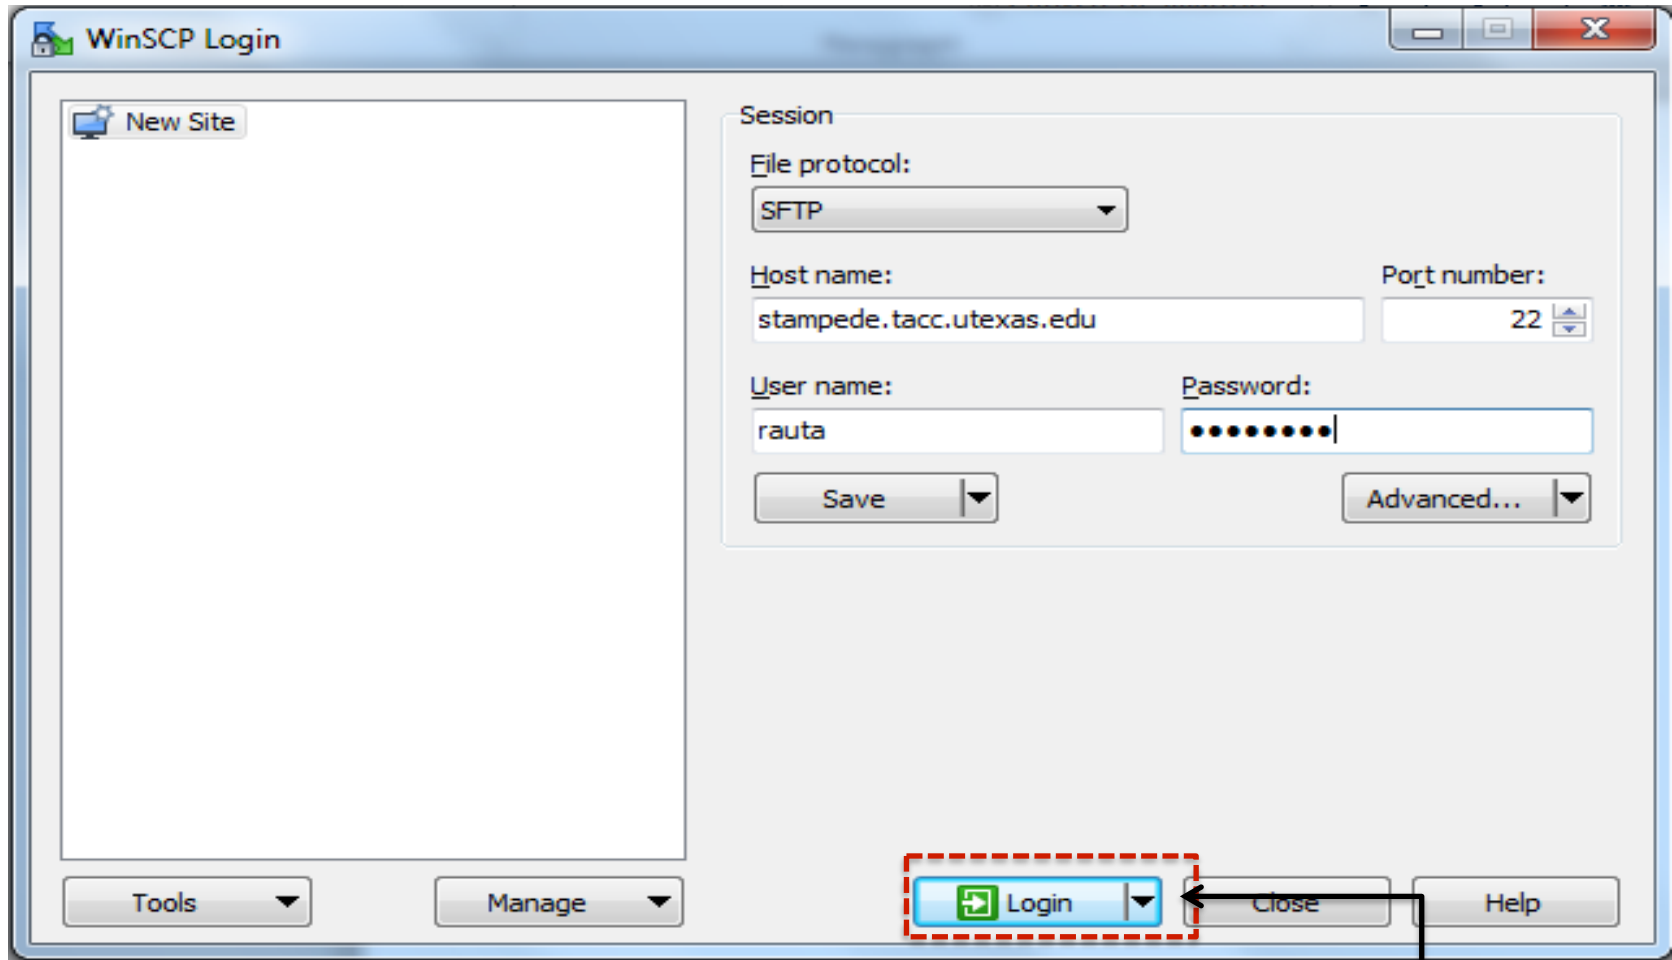 WinSCP Login
New Site
Session
File protocol:
SFTP
Host name:
Port number:
stampede.tacc.utexas.edu
22
User name:
Password:
rauta
••••••••
Save
Advanced...
Tools
Manage
Login
Close
Help